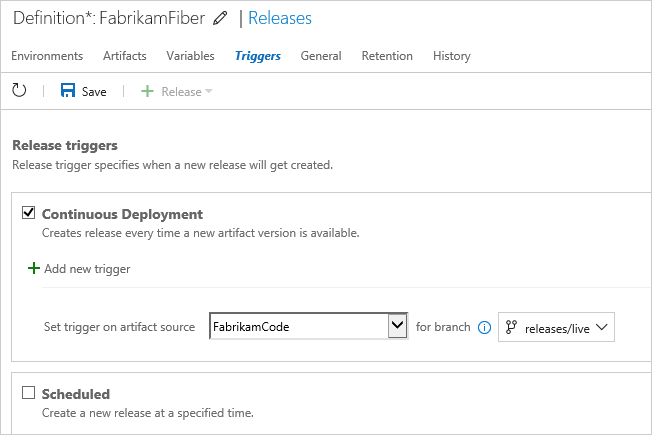 Definition*: FabrikamFiber | Releases
Environments Artifacts Variables Triggers General Retention History
Save + Release
Release triggers
Release trigger specifies when a new release will get created.
Continuous Deployment
Creates release every time a new artifact version is available.
+ Add new trigger
Set trigger on artifact source FabrikamCode for branch releases/live
Scheduled
Create a new release at a specified time.